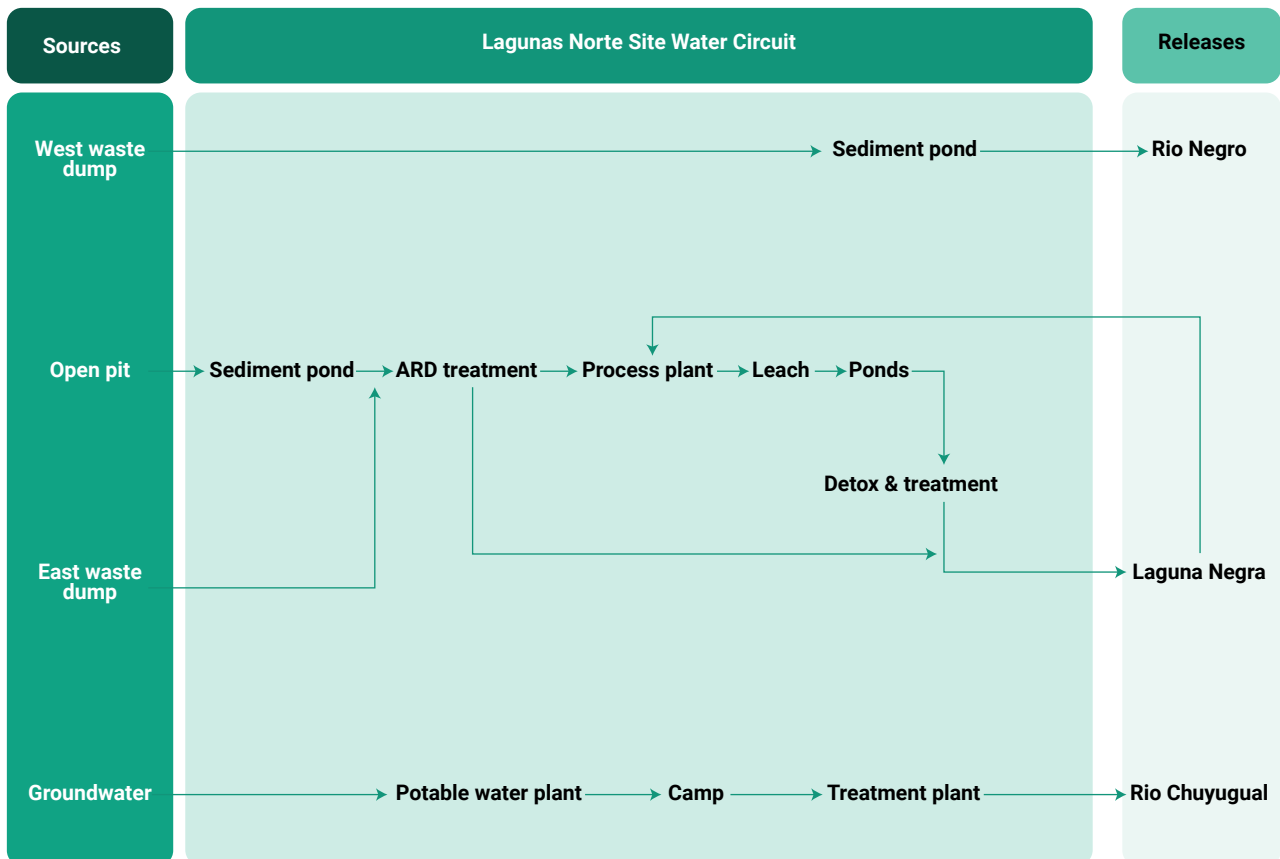 Sources
Lagunas Norte Site Water Circuit
Releases
West waste
dump
Sediment pond
Rio Negro
Open pit
Sediment pond
ARD treatment
Process plant
Leach
Ponds
Detox & treatment
East waste
dump
Laguna Negra
Groundwater
Potable water plant
Camp
Treatment plant
Rio Chuyugual